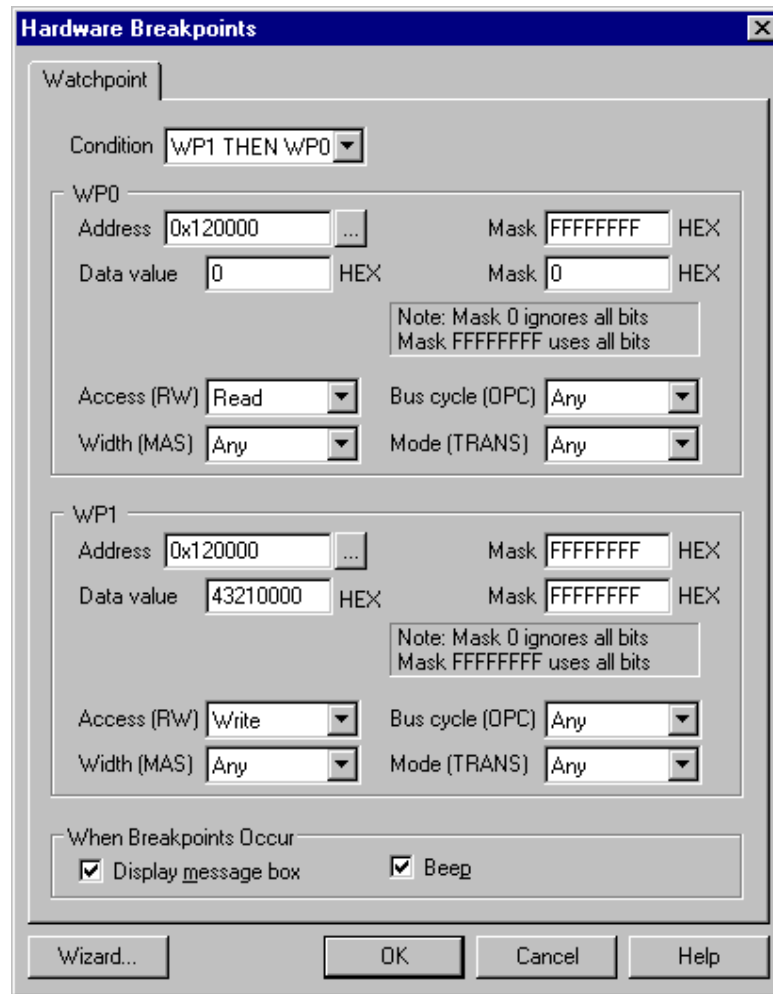 Hardware Breakpoints
Watchpoint
Condition WP1 THEN WP0
WP0
Address 0x120000 ... Mask FFFFFFFF HEX
Data value 0 HEX Mask 0 HEX
Note: Mask 0 ignores all bits
Mask FFFFFFFF uses all bits
Access (RW) Read Bus cycle (OPC) Any
Width (MAS) Any Mode (TRANS) Any
WP1
Address 0x120000 ... Mask FFFFFFFF HEX
Data value 43210000 HEX Mask FFFFFFFF HEX
Note: Mask 0 ignores all bits
Mask FFFFFFFF uses all bits
Access (RW) Write Bus cycle (OPC) Any
Width (MAS) Any Mode (TRANS) Any
When Breakpoints Occur
Display message box Beep
Wizard... OK Cancel Help